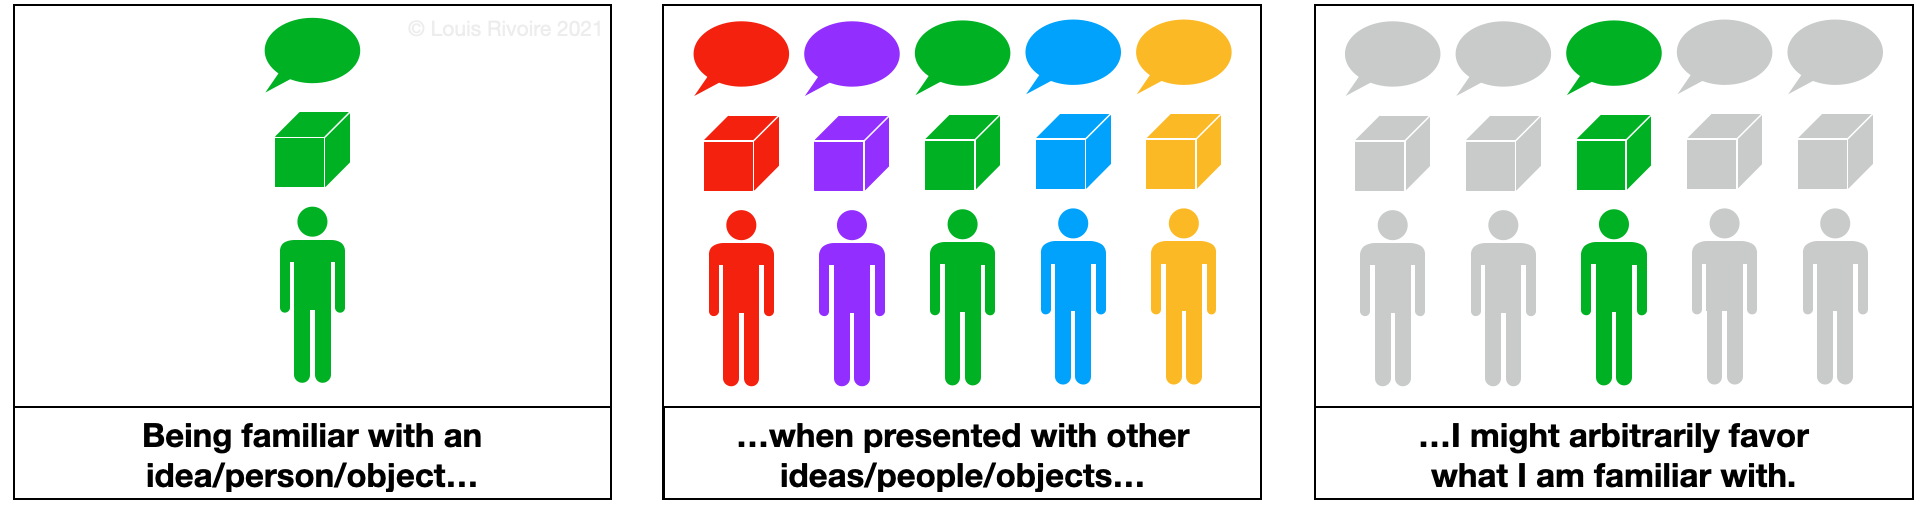 © Louis Rivoire 2021
Being familiar with an
idea/person/object...
...when presented with other
ideas/people/objects...
...I might arbitrarily favor
what I am familiar with.